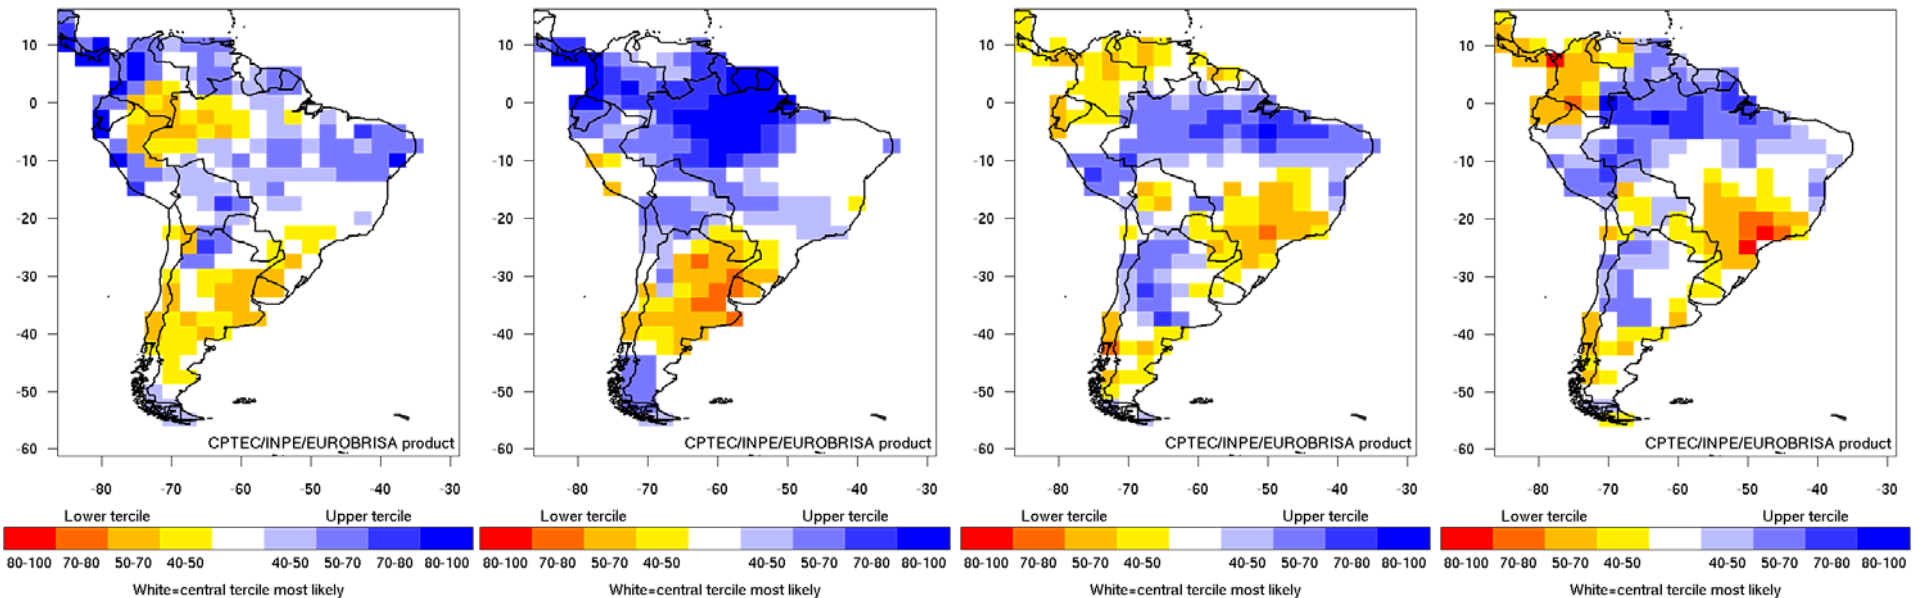 10
0
-10
-20
-30
-40
-50
-60
CPTEC/INPE/EUROBRISA product
-80 -70 -60 -50 -40 -30
Lower tercile Upper tercile
80-100 70-80 50-70 40-50 40-50 50-70 70-80 80-100
White=central tercile most likely
10
0
-10
-20
-30
-40
-50
-60
CPTEC/INPE/EUROBRISA product
-80 -70 -60 -50 -40 -30
Lower tercile Upper tercile
80-100 70-80 50-70 40-50 40-50 50-70 70-80 80-100
White=central tercile most likely
10
0
-10
-20
-30
-40
-50
-60
CPTEC/INPE/EUROBRISA product
-80 -70 -60 -50 -40 -30
Lower tercile Upper tercile
80-100 70-80 50-70 40-50 40-50 50-70 70-80 80-100
White=central tercile most likely
10
0
-10
-20
-30
-40
-50
-60
CPTEC/INPE/EUROBRISA product
-80 -70 -60 -50 -40 -30
Lower tercile Upper tercile
80-100 70-80 50-70 40-50 40-50 50-70 70-80 80-100
White=central tercile most likely